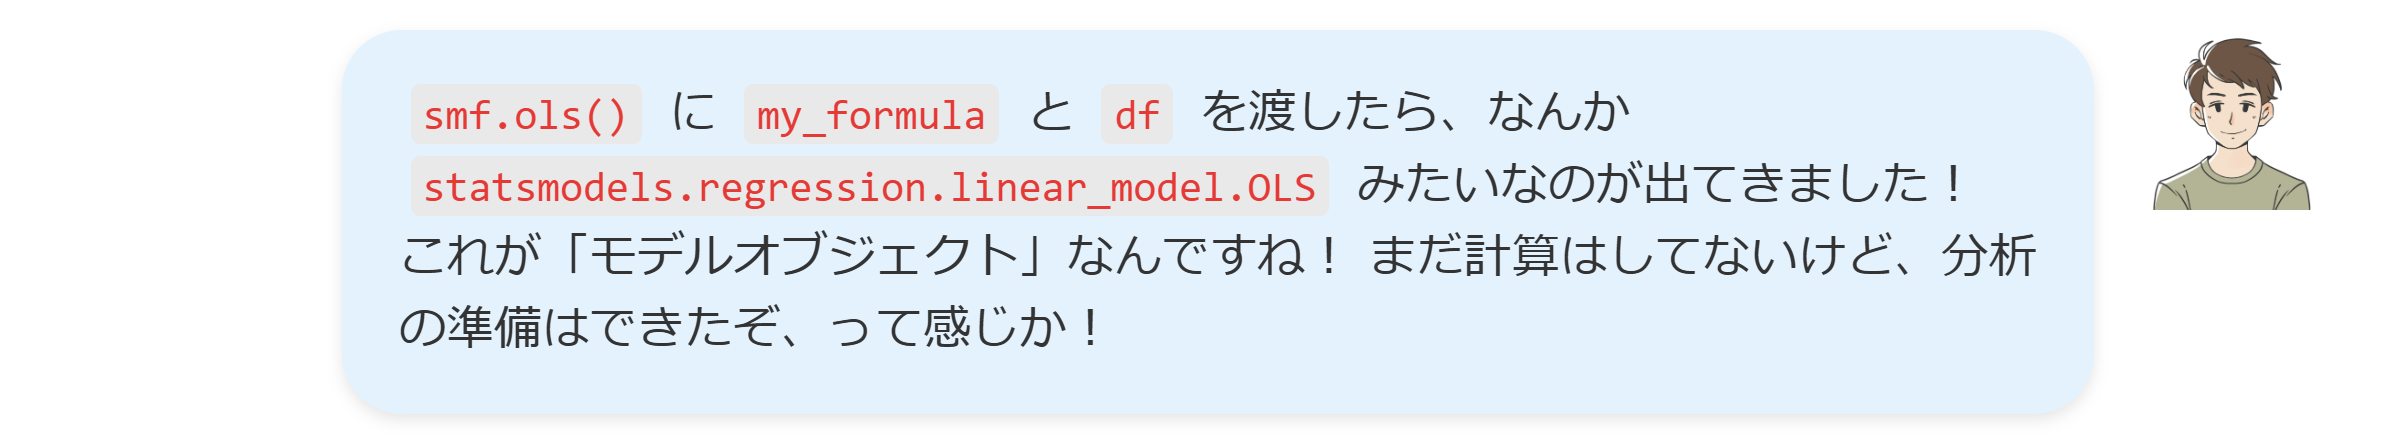 smf.ols() に my_formula と df を渡したら、なんか
statsmodels.regression.linear_model.OLS みたいなのが出てきました！
これが「モデルオブジェクト」なんですね！ まだ計算はしてないけど、分析
の準備はできたぞ、って感じか！